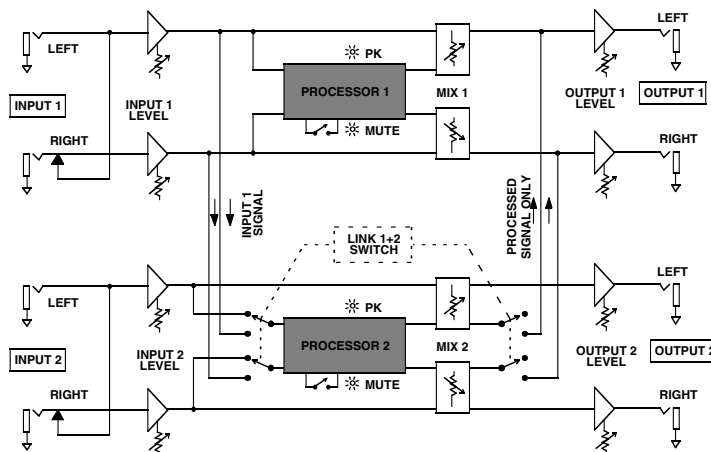 LEFT
INPUT 1
RIGHT
INPUT 1
LEVEL
PK
PROCESSOR 1
MUTE
MIX 1
OUTPUT 1
LEVEL
LEFT
OUTPUT 1
RIGHT
INPUT 1
SIGNAL
LINK 1+2
SWITCH
PROCESSED
SIGNAL ONLY
LEFT
INPUT 2
RIGHT
INPUT 2
LEVEL
PK
PROCESSOR 2
MUTE
MIX 2
OUTPUT 2
LEVEL
LEFT
OUTPUT 2
RIGHT